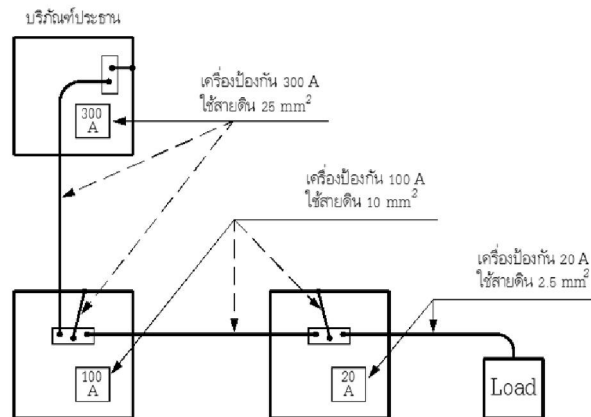 บริภัณฑ์ประธาน
300
A
เครื่องป้องกัน 300 A
ใช้สายดิน 25 mm²
เครื่องป้องกัน 100 A
ใช้สายดิน 10 mm²
เครื่องป้องกัน 20 A
ใช้สายดิน 2.5 mm²
100
A
20
A
Load